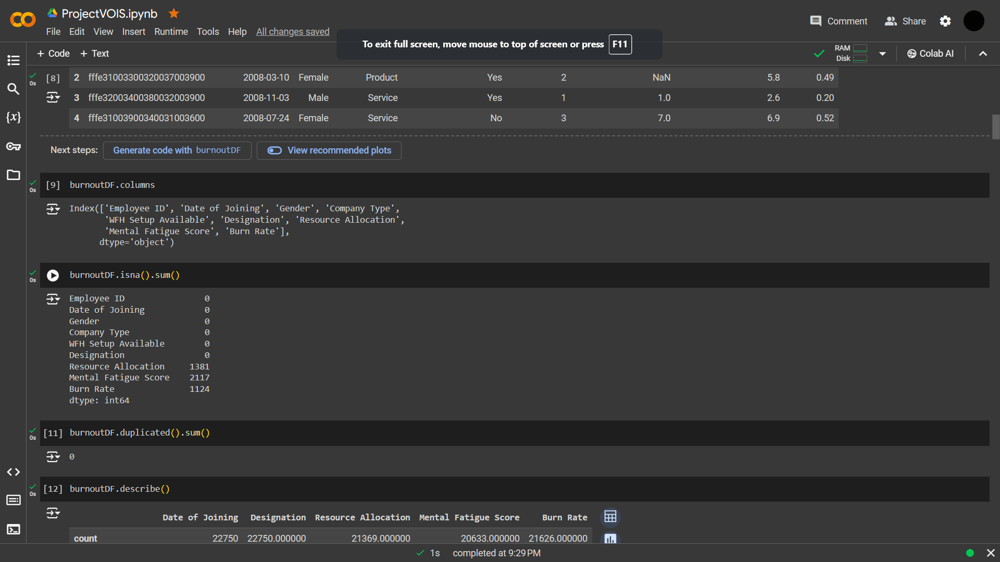 ProjectVOIS.ipynb
File Edit View Insert Runtime Tools Help All changes saved
Comment Share
To exit full screen, move mouse to top of screen or press F11
+ Code + Text
RAM
Disk
Colab AI
0s [8] 2 fffe31003300320037003900 2008-03-10 Female Product Yes 2 NaN 5.8 0.49
3 fffe32003400380032003900 2008-11-03 Male Service Yes 1 1.0 2.6 0.20
4 fffe31003900340031003600 2008-07-24 Female Service No 3 7.0 6.9 0.52
Next steps: Generate code with burnoutDF View recommended plots
0s [9] burnoutDF.columns
Index(['Employee ID', 'Date of Joining', 'Gender', 'Company Type',
'WFH Setup Available', 'Designation', 'Resource Allocation',
'Mental Fatigue Score', 'Burn Rate'],
dtype='object')
0s burnoutDF.isna().sum()
Employee ID 0
Date of Joining 0
Gender 0
Company Type 0
WFH Setup Available 0
Designation 0
Resource Allocation 1381
Mental Fatigue Score 2117
Burn Rate 1124
dtype: int64
0s [11] burnoutDF.duplicated().sum()
0
0s [12] burnoutDF.describe()
Date of Joining Designation Resource Allocation Mental Fatigue Score Burn Rate
count 22750 22750.000000 21369.000000 20633.000000 21626.000000
1s completed at 9:29 PM